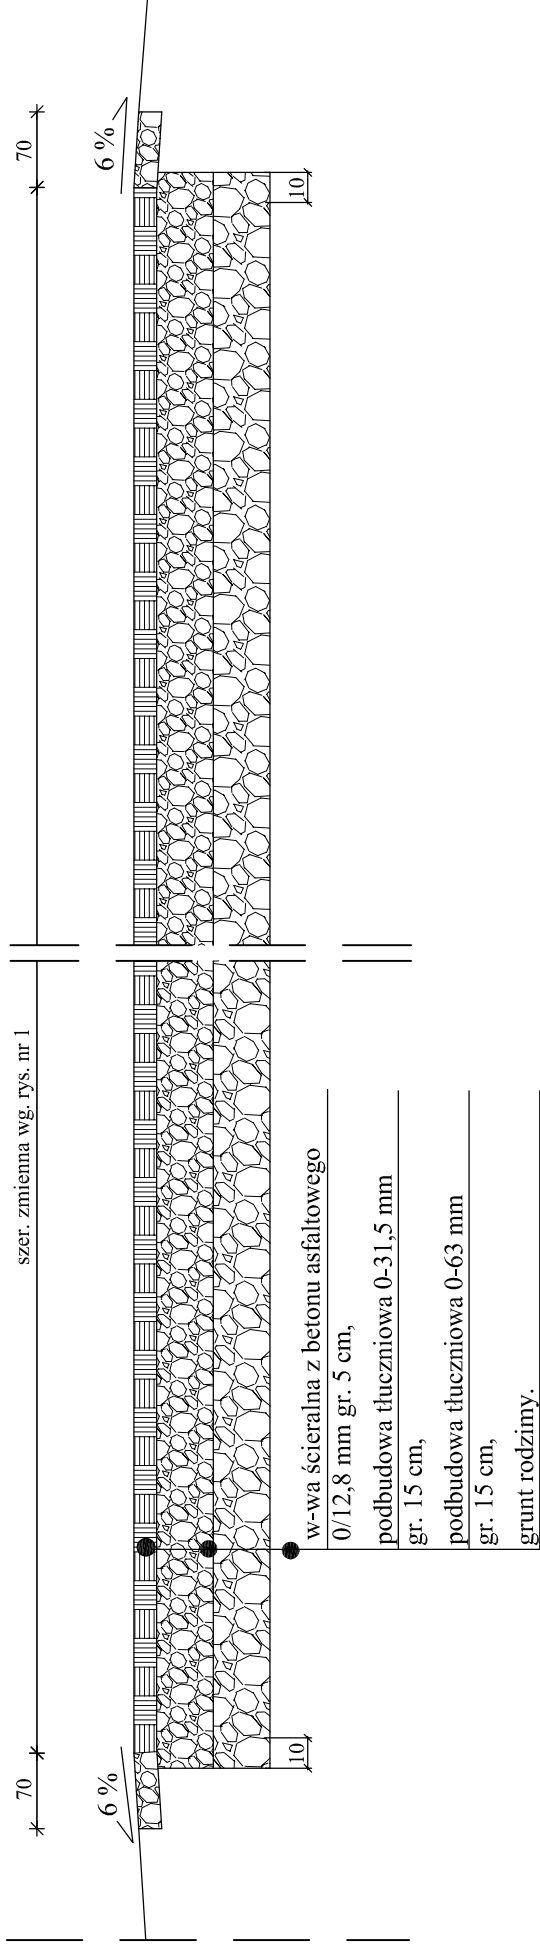 szer. zmienna wg. rys. nr 1
70
70
6 %
6 %
10
10
w-wa ścieralna z betonu asfaltowego
0/12,8 mm gr. 5 cm,
podbudowa tłuczniowa 0-31,5 mm
gr. 15 cm,
podbudowa tłuczniowa 0-63 mm
gr. 15 cm,
grunt rodzimy.